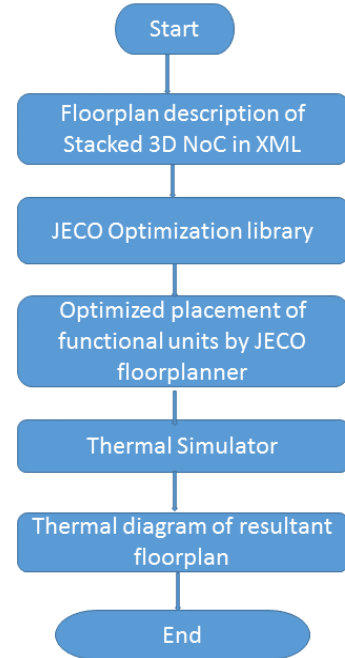 Start
Floorplan description of
Stacked 3D NoC in XML
JECO Optimization library
Optimized placement of
functional units by JECO
floorplanner
Thermal Simulator
Thermal diagram of resultant
floorplan
End